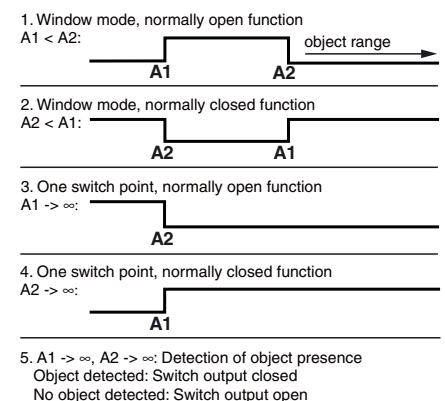 1. Window mode, normally open function
A1 < A2:
object range
A1 A2
2. Window mode, normally closed function
A2 < A1:
A2 A1
3. One switch point, normally open function
A1 -> ∞:
A2
4. One switch point, normally closed function
A2 -> ∞:
A1
5. A1 -> ∞, A2 -> ∞: Detection of object presence
Object detected: Switch output closed
No object detected: Switch output open